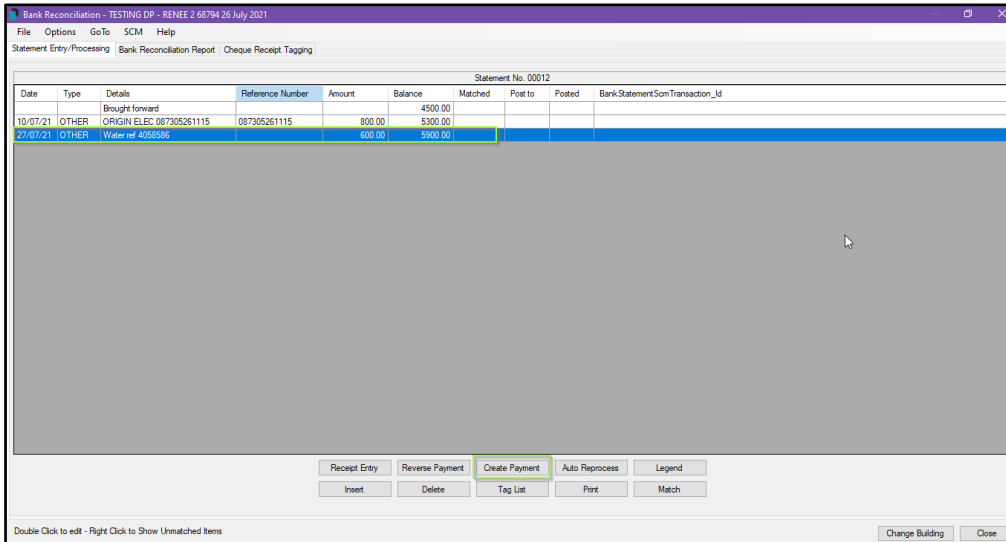 Bank Reconciliation - TESTING DP - RENEE 2 68794 26 July 2021
File Options GoTo SCM Help
Statement Entry/Processing Bank Reconciliation Report Cheque Receipt Tagging
Statement No. 00012
Date Type Details Reference Number Amount Balance Matched Post to Posted BankStatementScmTransaction_Id
Brought forward 4500.00
10/07/21 OTHER ORIGIN ELEC 087305261115 087305261115 800.00 5300.00
27/07/21 OTHER Water ref 4058586 600.00 5900.00
Receipt Entry Reverse Payment Create Payment Auto Reprocess Legend
Insert Delete Tag List Print Match
Double Click to edit - Right Click to Show Unmatched Items
Change Building Close